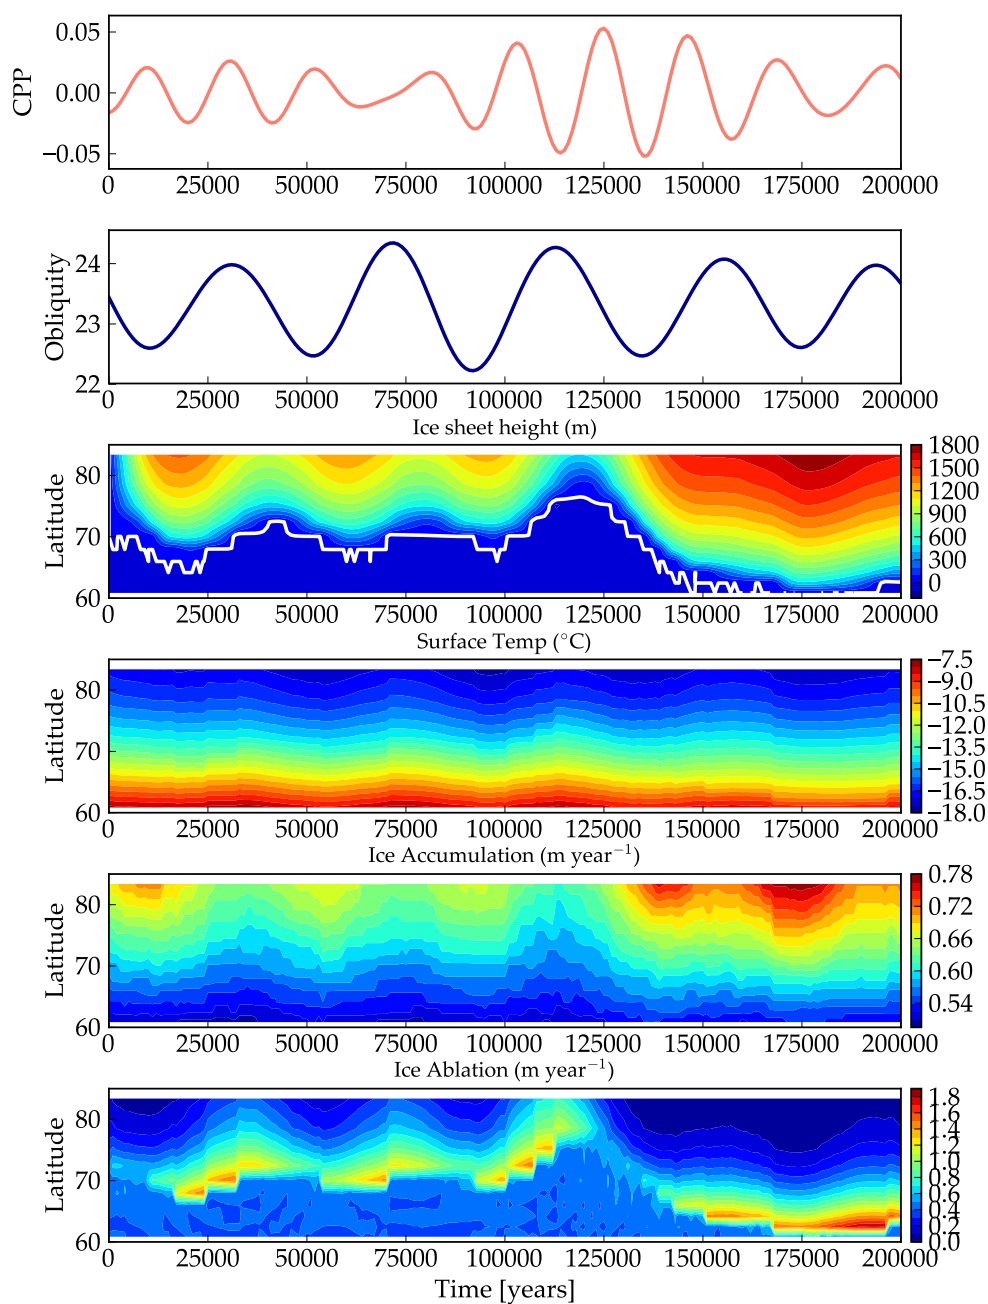 CPP
0.05
0.00
−0.05
0 25000 50000 75000 100000 125000 150000 175000 200000
Obliquity
24
23
22
0 25000 50000 75000 100000 125000 150000 175000 200000
Ice sheet height (m)
Latitude
80
70
60
0 25000 50000 75000 100000 125000 150000 175000 200000
1800
1500
1200
900
600
300
0
Surface Temp (°C)
Latitude
80
70
60
0 25000 50000 75000 100000 125000 150000 175000 200000
−7.5
−9.0
−10.5
−12.0
−13.5
−15.0
−16.5
−18.0
Ice Accumulation (m year⁻¹)
Latitude
80
70
60
0 25000 50000 75000 100000 125000 150000 175000 200000
0.78
0.72
0.66
0.60
0.54
Ice Ablation (m year⁻¹)
Latitude
80
70
60
0 25000 50000 75000 100000 125000 150000 175000 200000
1.8
1.4
1.2
1.0
0.8
0.6
0.4
0.2
0.0
Time [years]